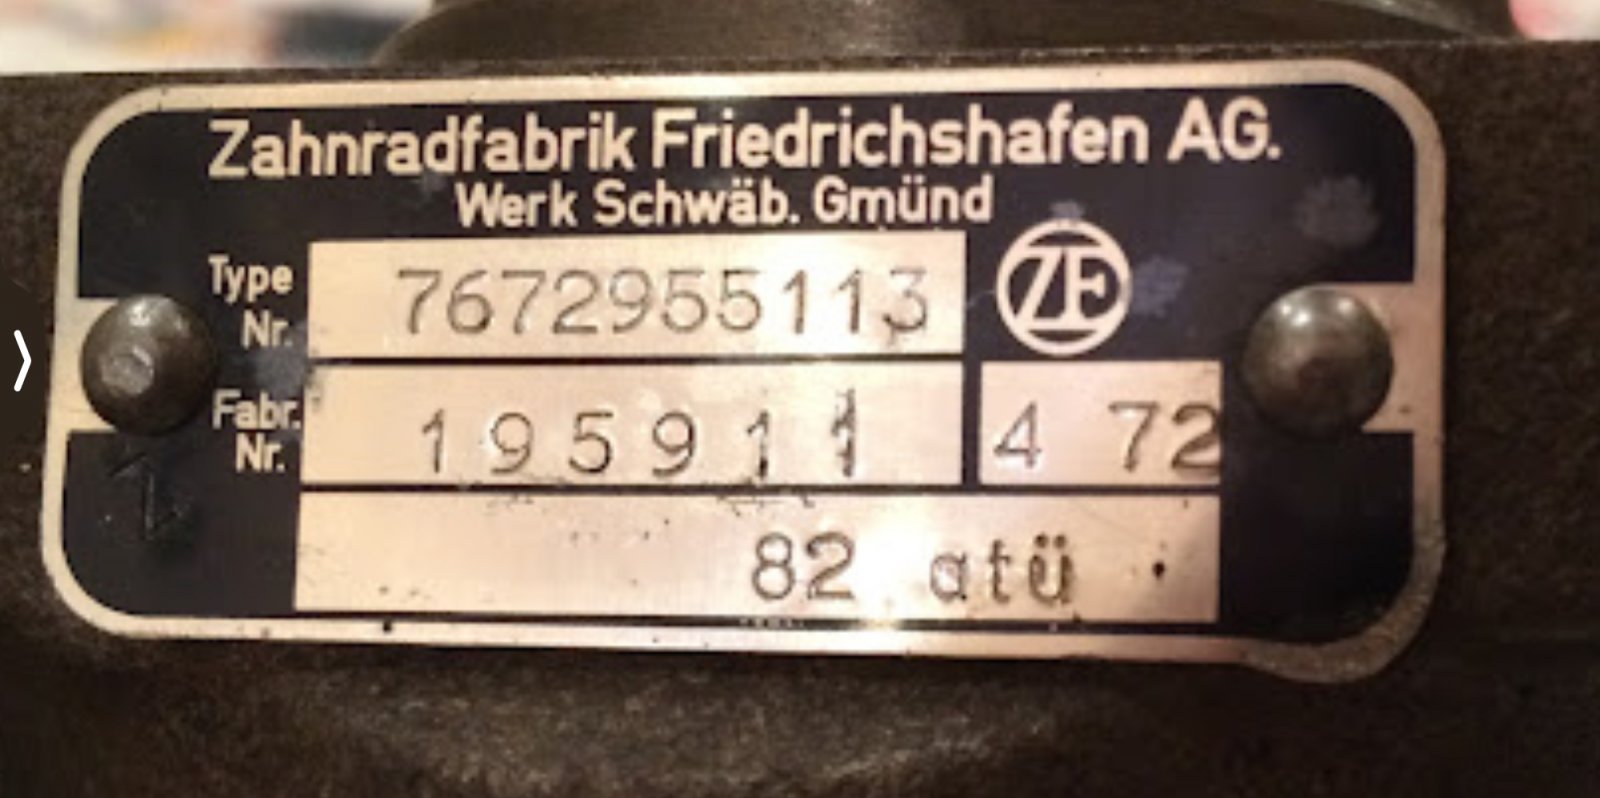 Zahnradfabrik Friedrichshafen AG.
Werk Schwäb. Gmünd
Type Nr. 7672955113
ZF
Fabr. Nr. 195911 4 72
82 atü